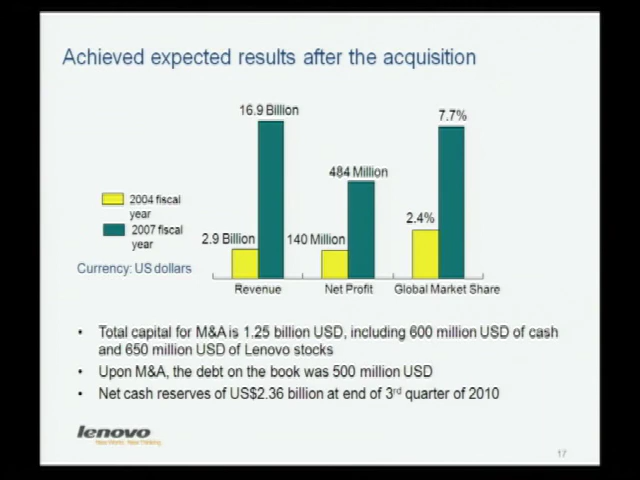 Achieved expected results after the acquisition
16.9 Billion
7.7%
484 Million
2004 fiscal
year
2007 fiscal
year
2.4%
2.9 Billion
140 Million
Currency: US dollars
Revenue
Net Profit
Global Market Share
• Total capital for M&A is 1.25 billion USD, including 600 million USD of cash
and 650 million USD of Lenovo stocks
• Upon M&A, the debt on the book was 500 million USD
• Net cash reserves of US$2.36 billion at end of 3rd quarter of 2010
lenovo
New World. New Thinking.
17